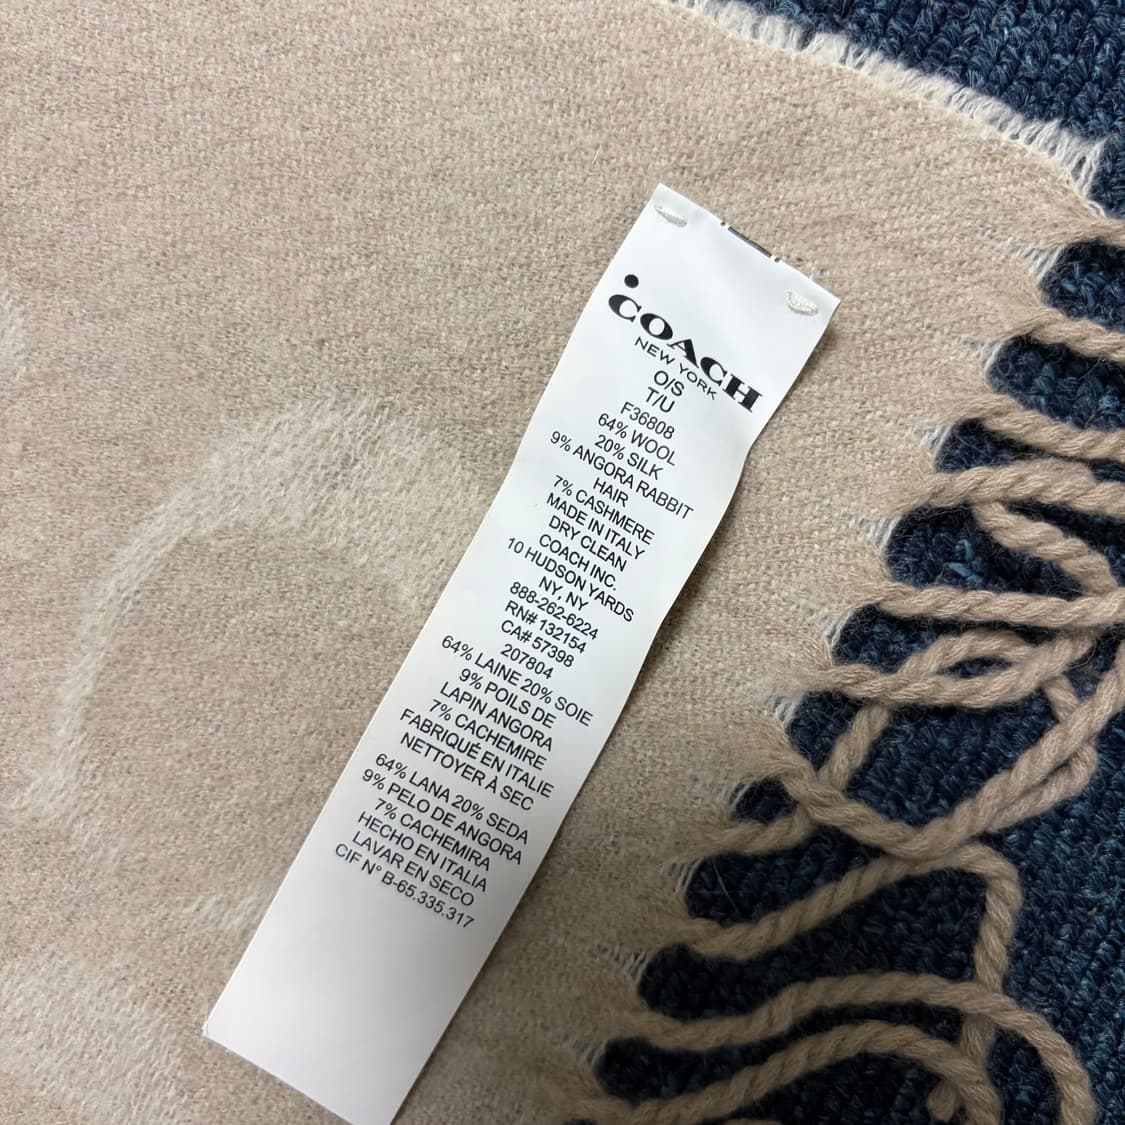 COACH
NEW YORK
O/S
T/U
F36808
64% WOOL
20% SILK
9% ANGORA RABBIT
HAIR
7% CASHMERE
MADE IN ITALY
DRY CLEAN
COACH INC.
10 HUDSON YARDS
NY, NY
888-262-6224
RN# 132154
CA# 57398
207804
64% LAINE 20% SOIE
9% POILS DE
LAPIN ANGORA
7% CACHEMIRE
FABRIQUÉ EN ITALIE
NETTOYER À SEC
64% LANA 20% SEDA
9% PELO DE ANGORA
7% CACHEMIRA
HECHO EN ITALIA
LAVAR EN SECO
CIF N° B-65.335.317